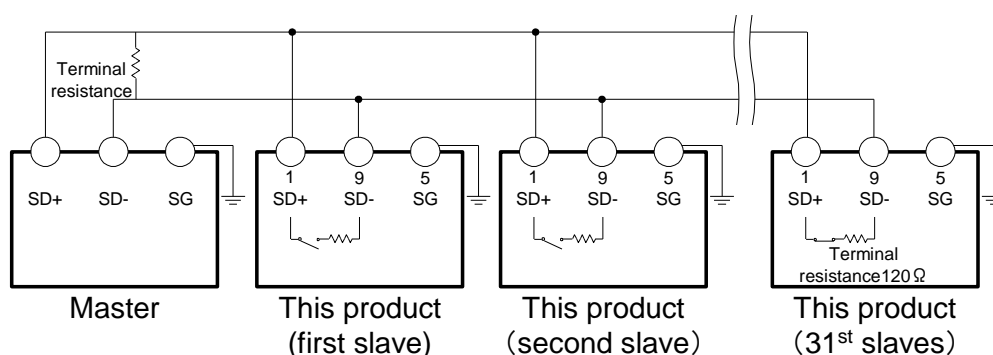 Terminal
resistance
1 9 5
1 9 5
1 9 5
SD+ SD- SG
SD+ SD- SG
SD+ SD- SG
SD+ SD- SG
Terminal
resistance120Ω
Master
This product
(first slave)
This product
（second slave）
This product
（31st slaves）